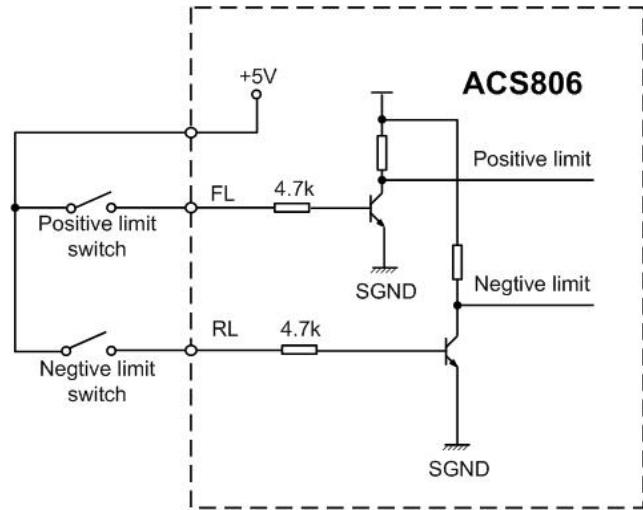 +5V
ACS806
Positive limit
FL
4.7k
Positive limit
switch
SGND
Negtive limit
RL
4.7k
Negtive limit
switch
SGND